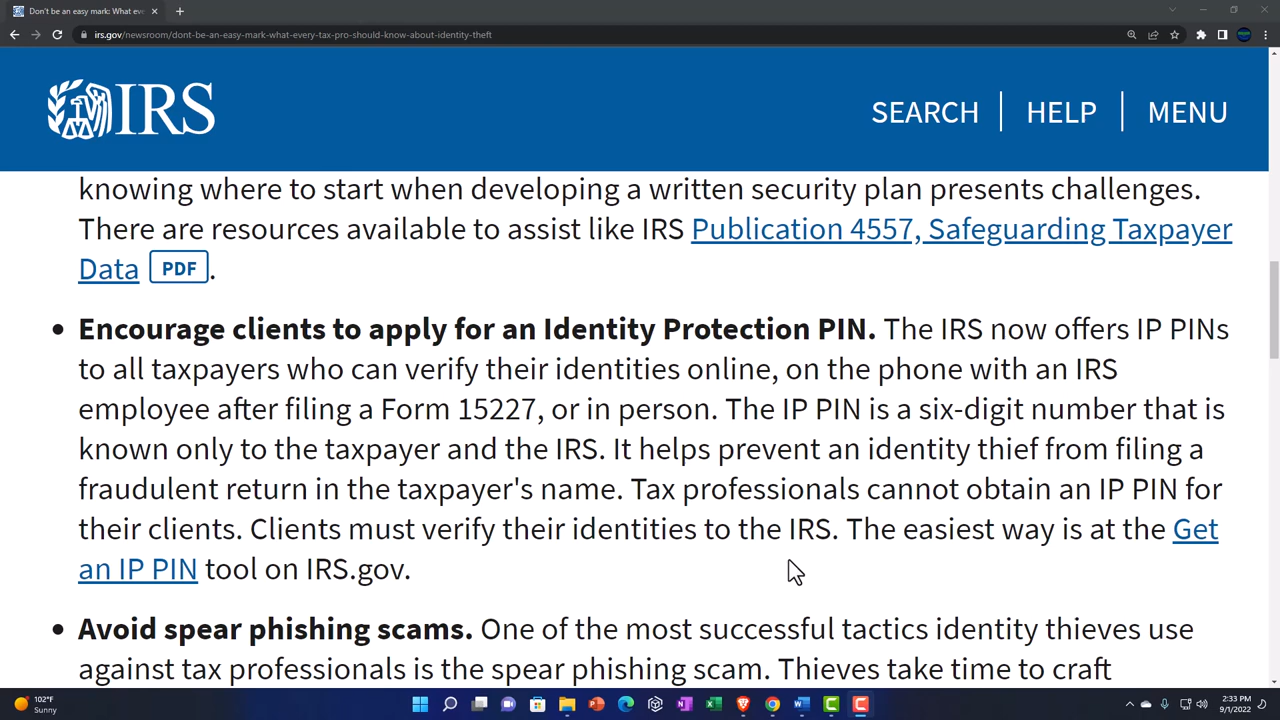 Don't be an easy mark: What eve
irs.gov/newsroom/dont-be-an-easy-mark-what-every-tax-pro-should-know-about-identity-theft
IRS
SEARCH HELP MENU
knowing where to start when developing a written security plan presents challenges.
There are resources available to assist like IRS Publication 4557, Safeguarding Taxpayer
Data PDF.
• Encourage clients to apply for an Identity Protection PIN. The IRS now offers IP PINs
to all taxpayers who can verify their identities online, on the phone with an IRS
employee after filing a Form 15227, or in person. The IP PIN is a six-digit number that is
known only to the taxpayer and the IRS. It helps prevent an identity thief from filing a
fraudulent return in the taxpayer's name. Tax professionals cannot obtain an IP PIN for
their clients. Clients must verify their identities to the IRS. The easiest way is at the Get
an IP PIN tool on IRS.gov.
• Avoid spear phishing scams. One of the most successful tactics identity thieves use
against tax professionals is the spear phishing scam. Thieves take time to craft
102°F
Sunny
2:33 PM
9/1/2022